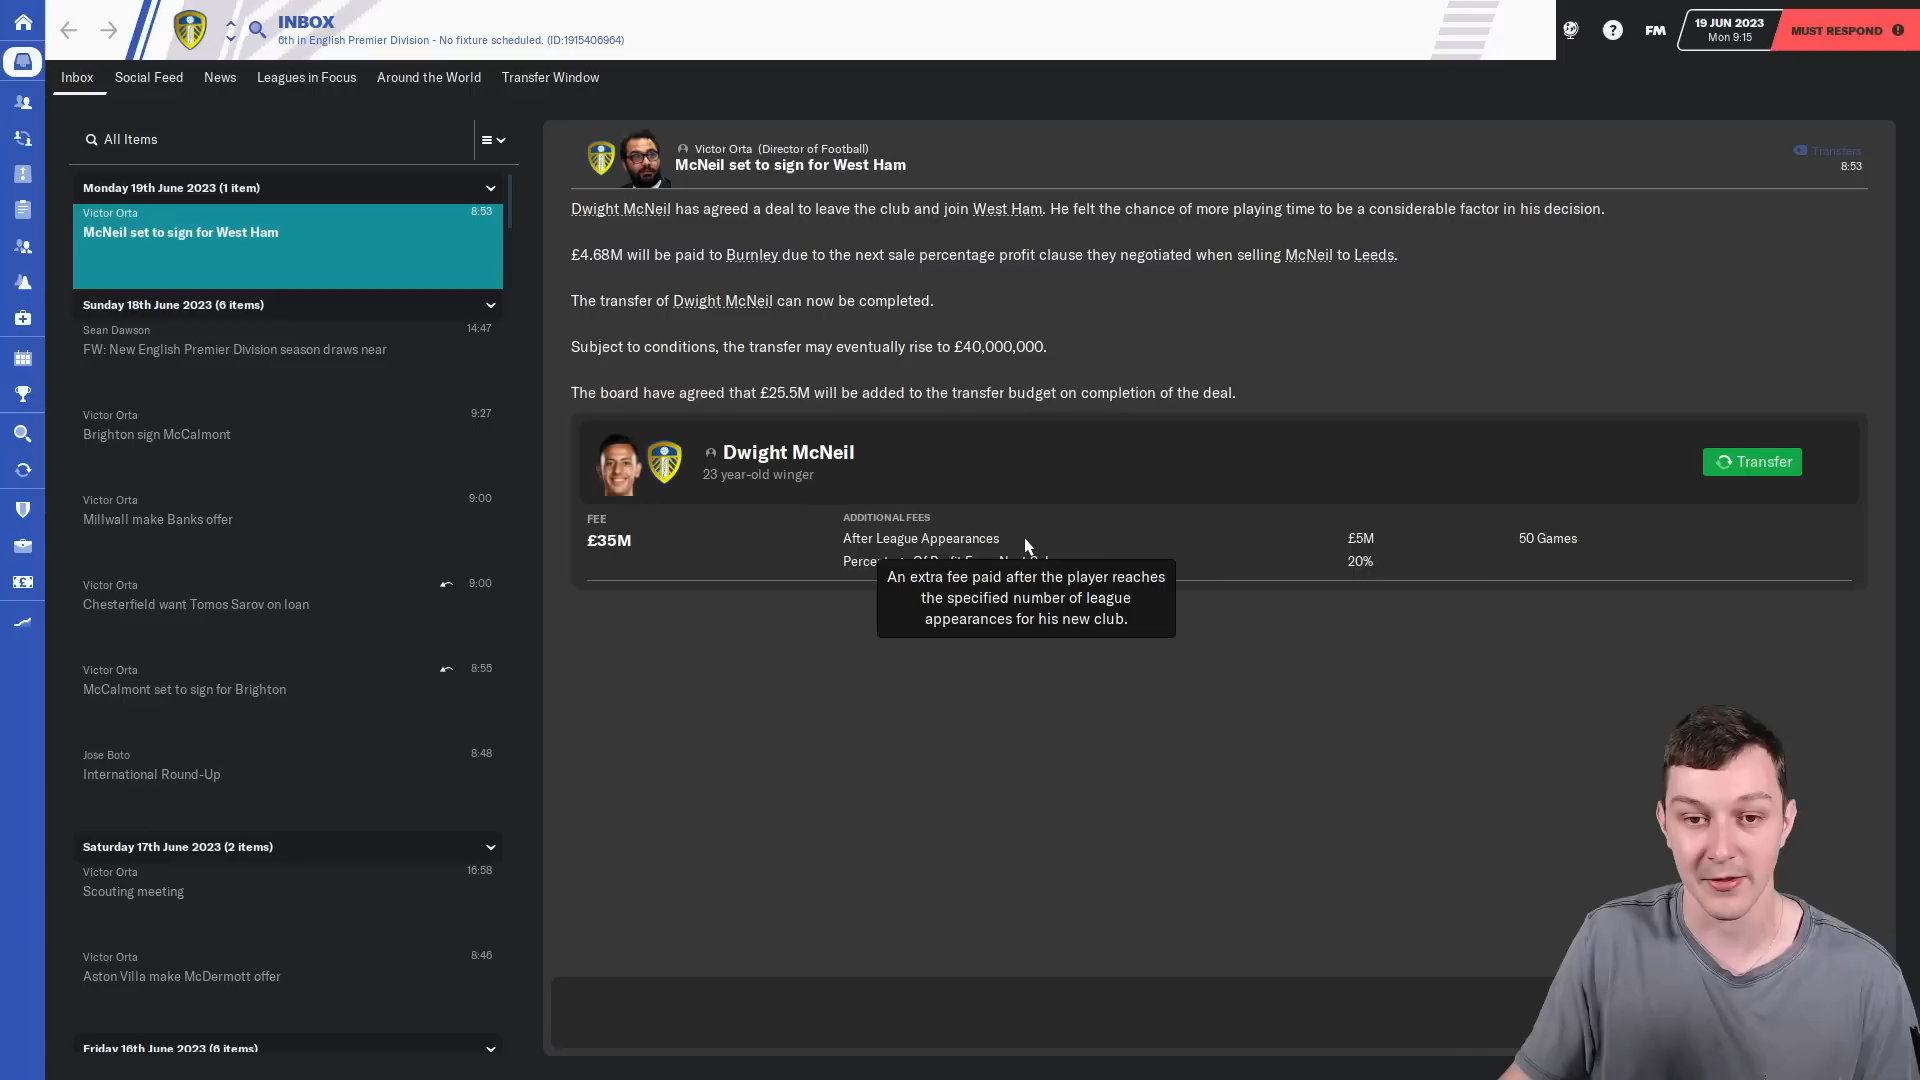 INBOX
6th in English Premier Division - No fixture scheduled. (ID:1915406964)
FM
19 JUN 2023
Mon 9:15
MUST RESPOND
Inbox
Social Feed
News
Leagues in Focus
Around the World
Transfer Window
All Items
Monday 19th June 2023 (1 item)
Victor Orta
8:53
McNeil set to sign for West Ham
Sunday 18th June 2023 (6 items)
Sean Dawson
14:47
FW: New English Premier Division season draws near
Victor Orta
9:27
Brighton sign McCalmont
Victor Orta
9:00
Millwall make Banks offer
Victor Orta
9:00
Chesterfield want Tomos Sarov on loan
Victor Orta
8:55
McCalmont set to sign for Brighton
Jose Boto
8:48
International Round-Up
Saturday 17th June 2023 (2 items)
Victor Orta
16:58
Scouting meeting
Victor Orta
8:46
Aston Villa make McDermott offer
Friday 16th June 2023 (6 items)
Victor Orta (Director of Football)
McNeil set to sign for West Ham
Transfers
8:53
Dwight McNeil has agreed a deal to leave the club and join West Ham. He felt the chance of more playing time to be a considerable factor in his decision.
£4.68M will be paid to Burnley due to the next sale percentage profit clause they negotiated when selling McNeil to Leeds.
The transfer of Dwight McNeil can now be completed.
Subject to conditions, the transfer may eventually rise to £40,000,000.
The board have agreed that £25.5M will be added to the transfer budget on completion of the deal.
Dwight McNeil
23 year-old winger
Transfer
FEE
£35M
ADDITIONAL FEES
After League Appearances
£5M
50 Games
20%
An extra fee paid after the player reaches
the specified number of league
appearances for his new club.